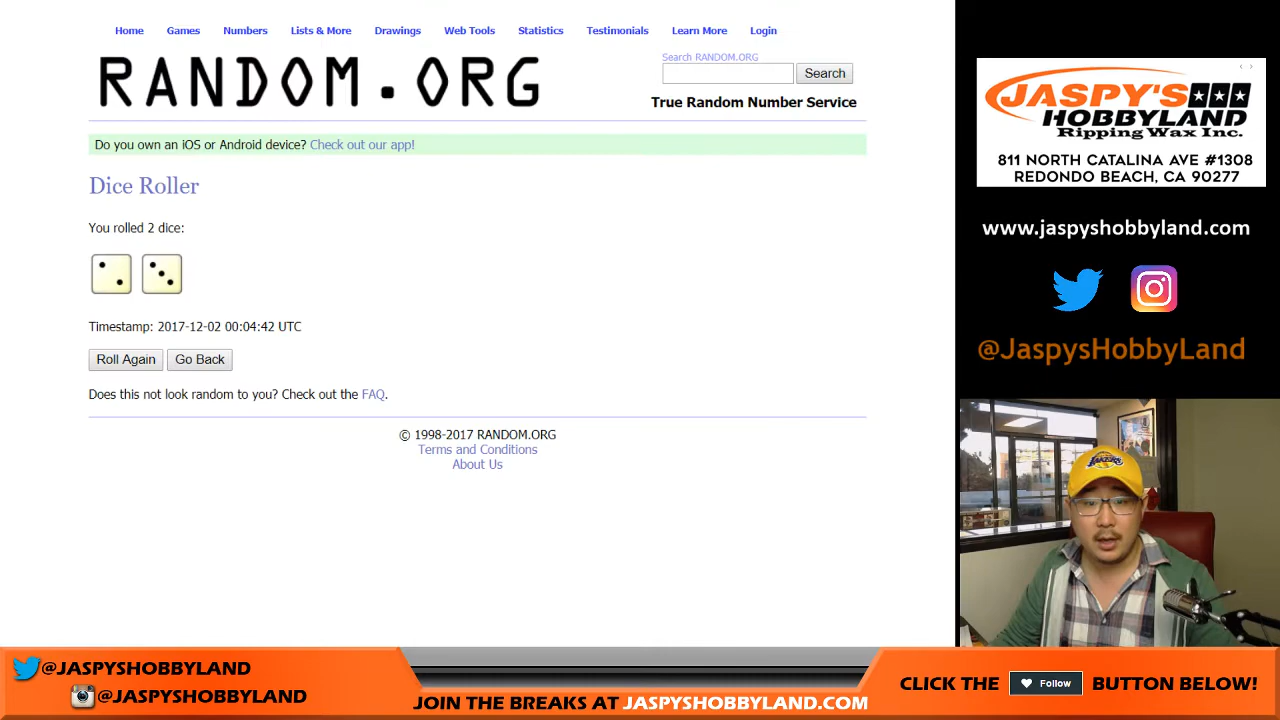 Home Games Numbers Lists & More Drawings Web Tools Statistics Testimonials Learn More Login
RANDOM.ORG
Search RANDOM.ORG
Search
True Random Number Service
Do you own an iOS or Android device? Check out our app!
Dice Roller
You rolled 2 dice:
Timestamp: 2017-12-02 00:04:42 UTC
Roll Again Go Back
Does this not look random to you? Check out the FAQ.
© 1998-2017 RANDOM.ORG
Terms and Conditions
About Us
JASPY'S
HOBBYLAND
Ripping Wax Inc.
811 NORTH CATALINA AVE #1308
REDONDO BEACH, CA 90277
www.jaspyshobbyland.com
@JaspysHobbyLand
LAKERS
@JASPYSHOBBYLAND
@JASPYSHOBBYLAND
JOIN THE BREAKS AT JASPYSHOBBYLAND.COM
CLICK THE Follow BUTTON BELOW!